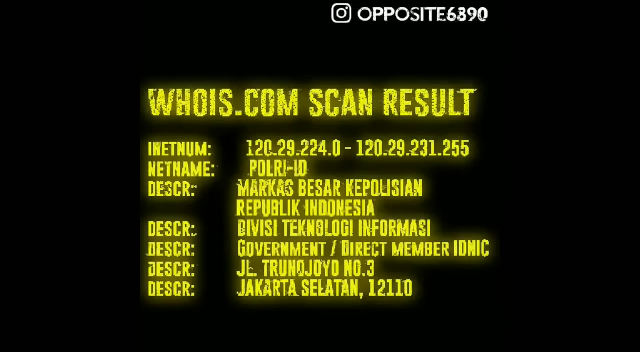 OPPOSITE6890
WHOIS.COM SCAN RESULT
INETNUM: 120.29.224.0 - 120.29.231.255
NETNAME: POLRI-ID
DESCR: MARKAS BESAR KEPOLISIAN
REPUBLIK INDONESIA
DESCR: DIVISI TEKNOLOGI INFORMASI
DESCR: GOVERNMENT / DIRECT MEMBER IDNIC
DESCR: JL. TRUNOJOYO NO.3
DESCR: JAKARTA SELATAN, 12110